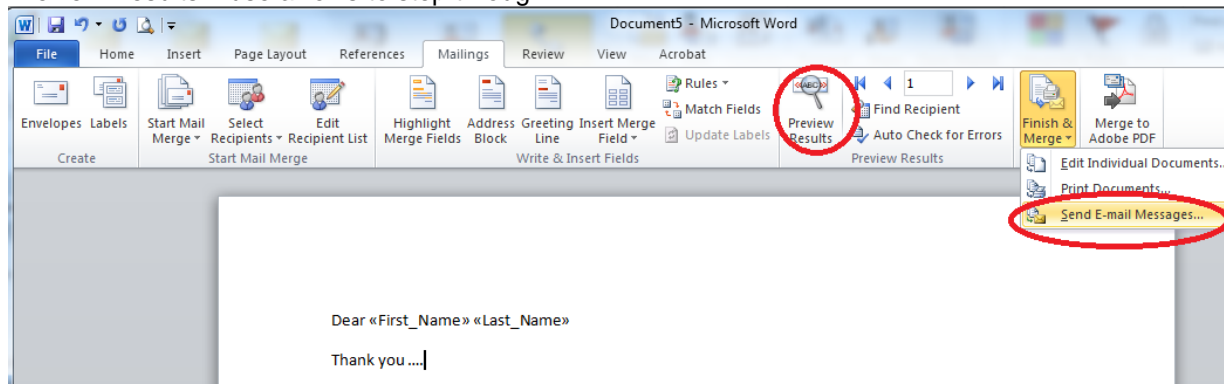 Document5 - Microsoft Word
File Home Insert Page Layout References Mailings Review View Acrobat
Envelopes Labels
Create
Start Mail Merge
Select Recipients
Edit Recipient List
Start Mail Merge
Highlight Merge Fields
Address Block
Greeting Line
Insert Merge Field
Rules
Match Fields
Update Labels
Write & Insert Fields
«ABC»
Preview Results
1
Find Recipient
Auto Check for Errors
Preview Results
Finish & Merge
Merge to Adobe PDF
Edit Individual Documents...
Print Documents...
Send E-mail Messages...
Dear «First_Name» «Last_Name»
Thank you ....